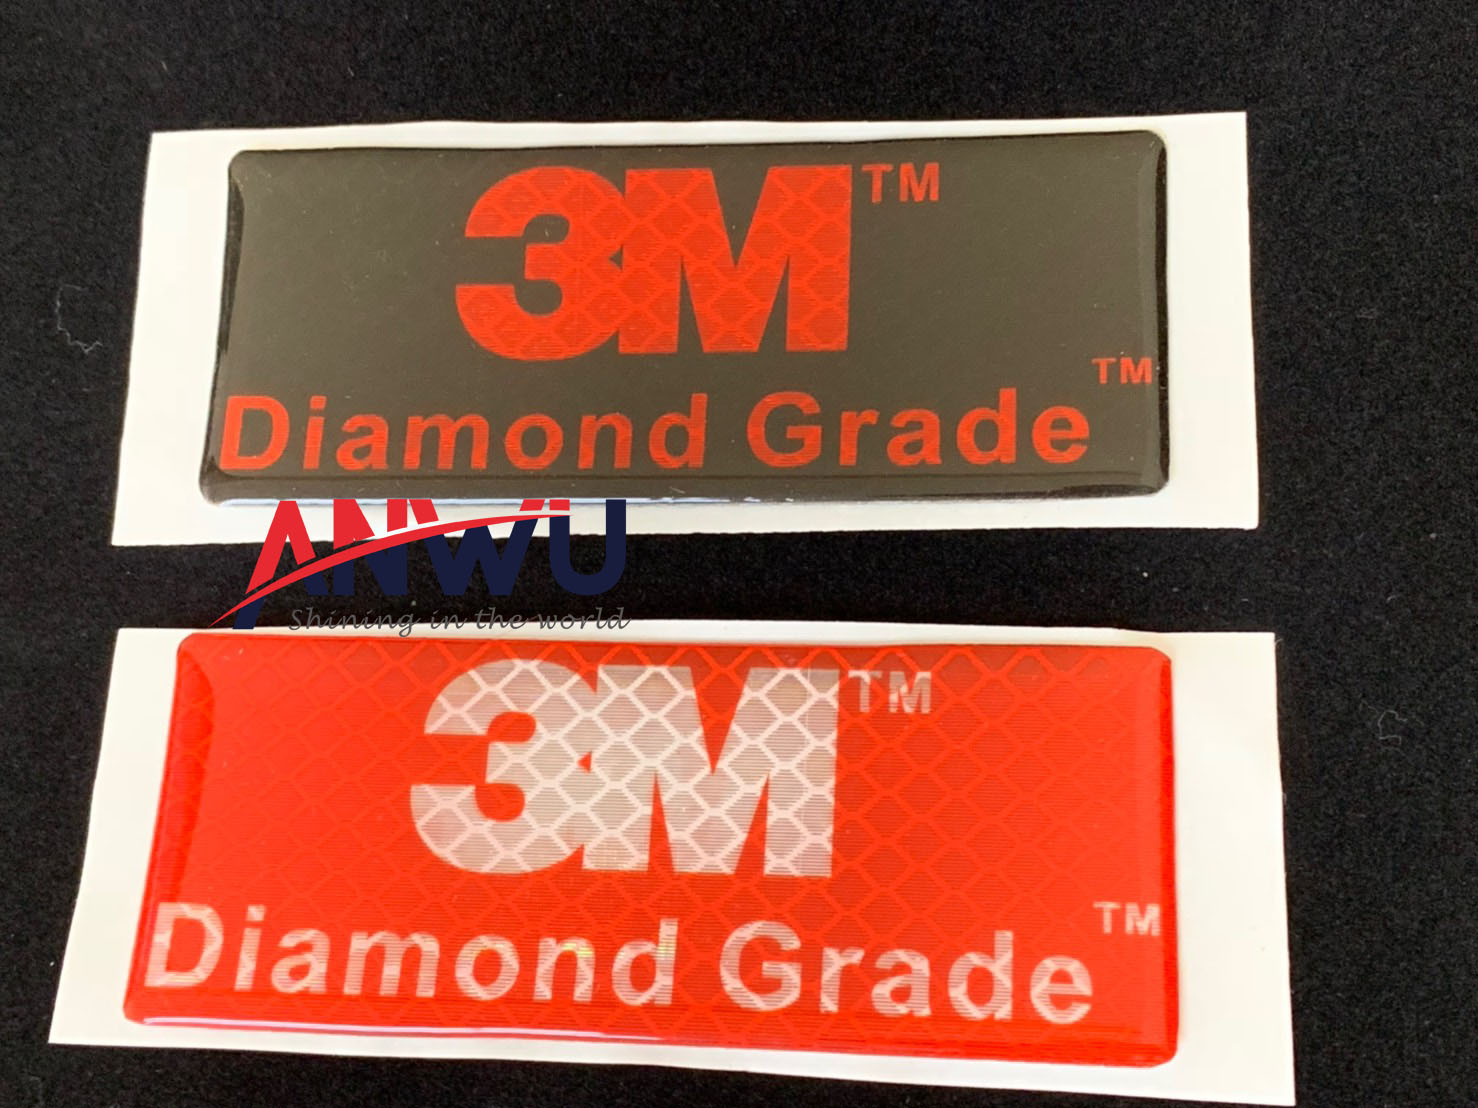 3M™
Diamond Grade™
ANWU
Shining in the world
3M™
Diamond Grade™